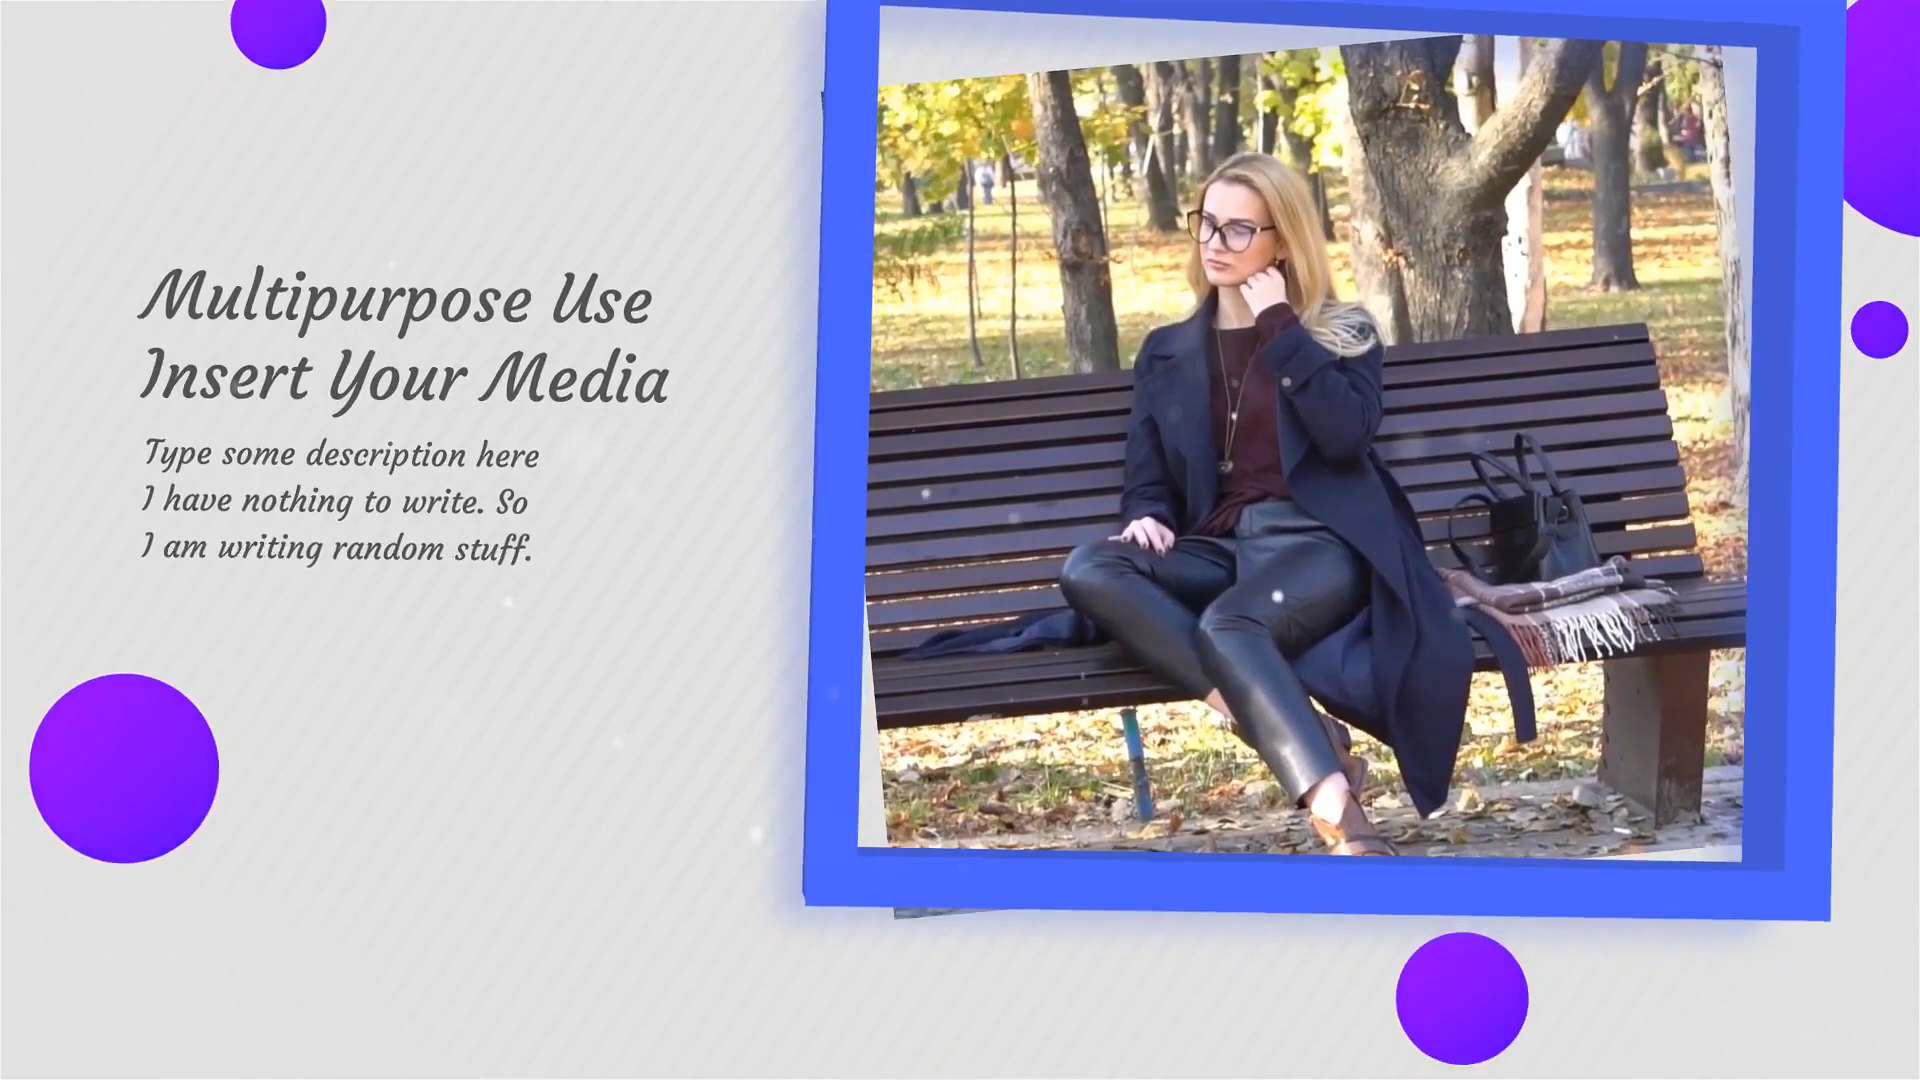 Multipurpose Use
Insert Your Media
Type some description here
I have nothing to write. So
I am writing random stuff.